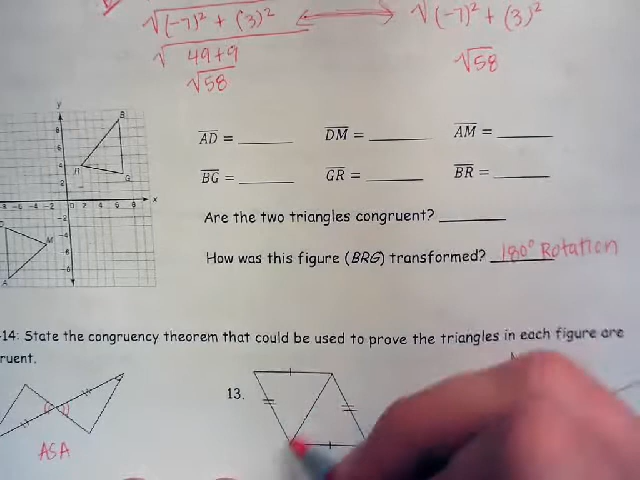 √(-7)² + (3)² ⟷ √(-7)² + (3)²
√49+9
√58 √58
AD = ______ DM = ______ AM = ______
BG = ______ GR = ______ BR = ______
Are the two triangles congruent? ______
How was this figure (BRG) transformed? 180° Rotation
14: State the congruency theorem that could be used to prove the triangles in each figure are
ruent.
13.
ASA